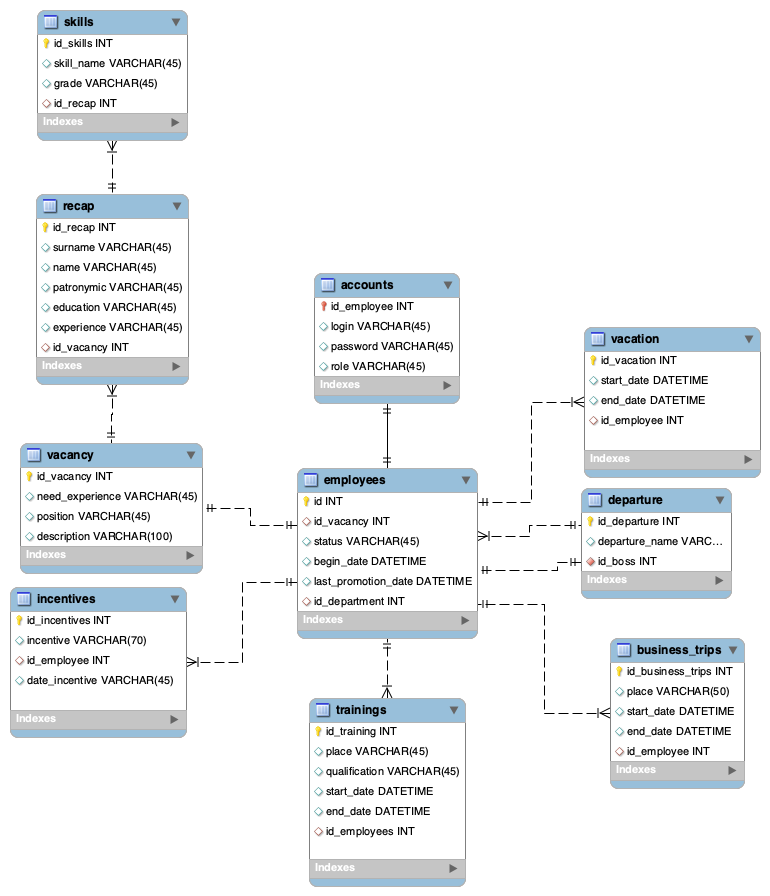 skills
id_skills INT
skill_name VARCHAR(45)
grade VARCHAR(45)
id_recap INT
Indexes
recap
id_recap INT
surname VARCHAR(45)
name VARCHAR(45)
patronymic VARCHAR(45)
education VARCHAR(45)
experience VARCHAR(45)
id_vacancy INT
Indexes
accounts
id_employee INT
login VARCHAR(45)
password VARCHAR(45)
role VARCHAR(45)
Indexes
vacation
id_vacation INT
start_date DATETIME
end_date DATETIME
id_employee INT
Indexes
vacancy
id_vacancy INT
need_experience VARCHAR(45)
position VARCHAR(45)
description VARCHAR(100)
Indexes
employees
id INT
id_vacancy INT
status VARCHAR(45)
begin_date DATETIME
last_promotion_date DATETIME
id_department INT
Indexes
departure
id_departure INT
departure_name VARC...
id_boss INT
Indexes
incentives
id_incentives INT
incentive VARCHAR(70)
id_employee INT
date_incentive VARCHAR(45)
Indexes
business_trips
id_business_trips INT
place VARCHAR(50)
start_date DATETIME
end_date DATETIME
id_employee INT
Indexes
trainings
id_training INT
place VARCHAR(45)
qualification VARCHAR(45)
start_date DATETIME
end_date DATETIME
id_employees INT
Indexes